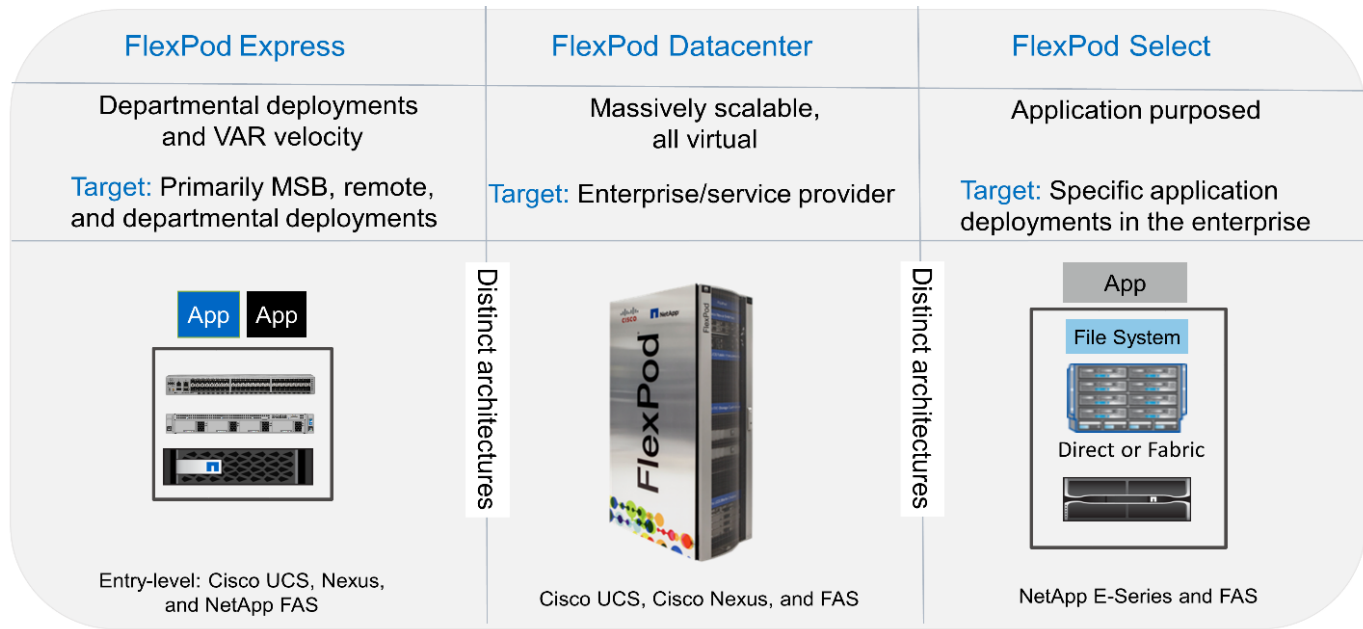 FlexPod Express
FlexPod Datacenter
FlexPod Select
Departmental deployments
and VAR velocity
Massively scalable,
all virtual
Application purposed
Target: Primarily MSB, remote,
and departmental deployments
Target: Enterprise/service provider
Target: Specific application
deployments in the enterprise
App
App
Distinct architectures
CISCO
NetApp
FlexPod
FlexPod
Distinct architectures
App
File System
Direct or Fabric
Entry-level: Cisco UCS, Nexus,
and NetApp FAS
Cisco UCS, Cisco Nexus, and FAS
NetApp E-Series and FAS